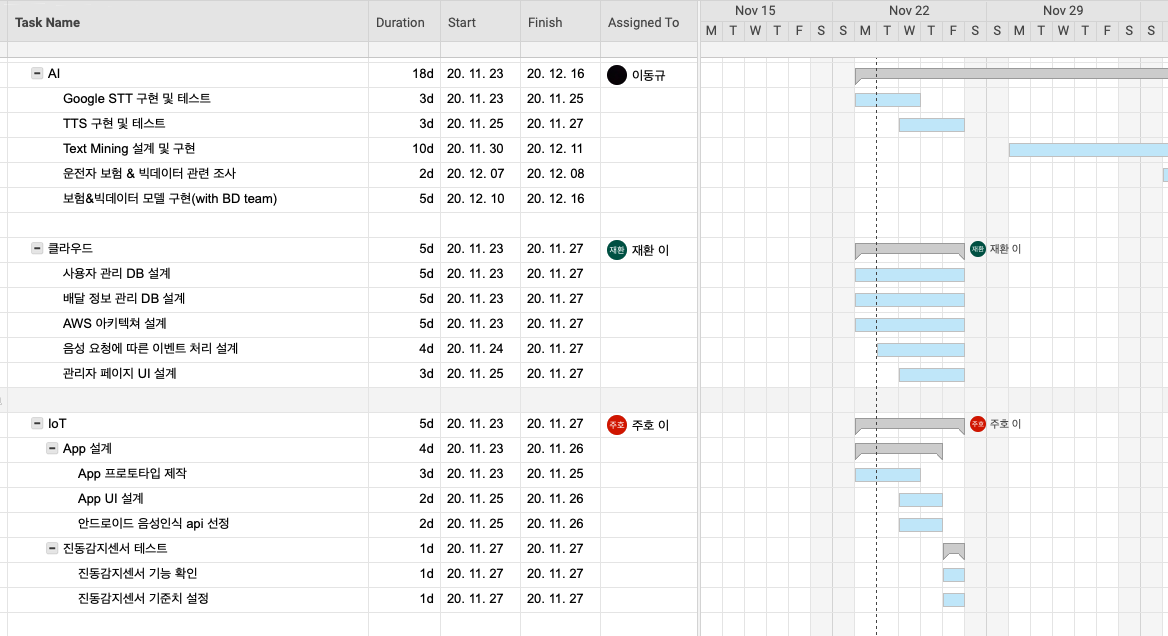 Task Name Duration Start Finish Assigned To
Nov 15 Nov 22 Nov 29
M T W T F S S M T W T F S S M T W T F S S
AI 18d 20. 11. 23 20. 12. 16 이동규
Google STT 구현 및 테스트 3d 20. 11. 23 20. 11. 25
TTS 구현 및 테스트 3d 20. 11. 25 20. 11. 27
Text Mining 설계 및 구현 10d 20. 11. 30 20. 12. 11
운전자 보험 & 빅데이터 관련 조사 2d 20. 12. 07 20. 12. 08
보험&빅데이터 모델 구현(with BD team) 5d 20. 12. 10 20. 12. 16
클라우드 5d 20. 11. 23 20. 11. 27 재환 재환 이 재환 재환 이
사용자 관리 DB 설계 5d 20. 11. 23 20. 11. 27
배달 정보 관리 DB 설계 5d 20. 11. 23 20. 11. 27
AWS 아키텍쳐 설계 5d 20. 11. 23 20. 11. 27
음성 요청에 따른 이벤트 처리 설계 4d 20. 11. 24 20. 11. 27
관리자 페이지 UI 설계 3d 20. 11. 25 20. 11. 27
IoT 5d 20. 11. 23 20. 11. 27 주호 주호 이 주호 주호 이
App 설계 4d 20. 11. 23 20. 11. 26
App 프로토타입 제작 3d 20. 11. 23 20. 11. 25
App UI 설계 2d 20. 11. 25 20. 11. 26
안드로이드 음성인식 api 선정 2d 20. 11. 25 20. 11. 26
진동감지센서 테스트 1d 20. 11. 27 20. 11. 27
진동감지센서 기능 확인 1d 20. 11. 27 20. 11. 27
진동감지센서 기준치 설정 1d 20. 11. 27 20. 11. 27